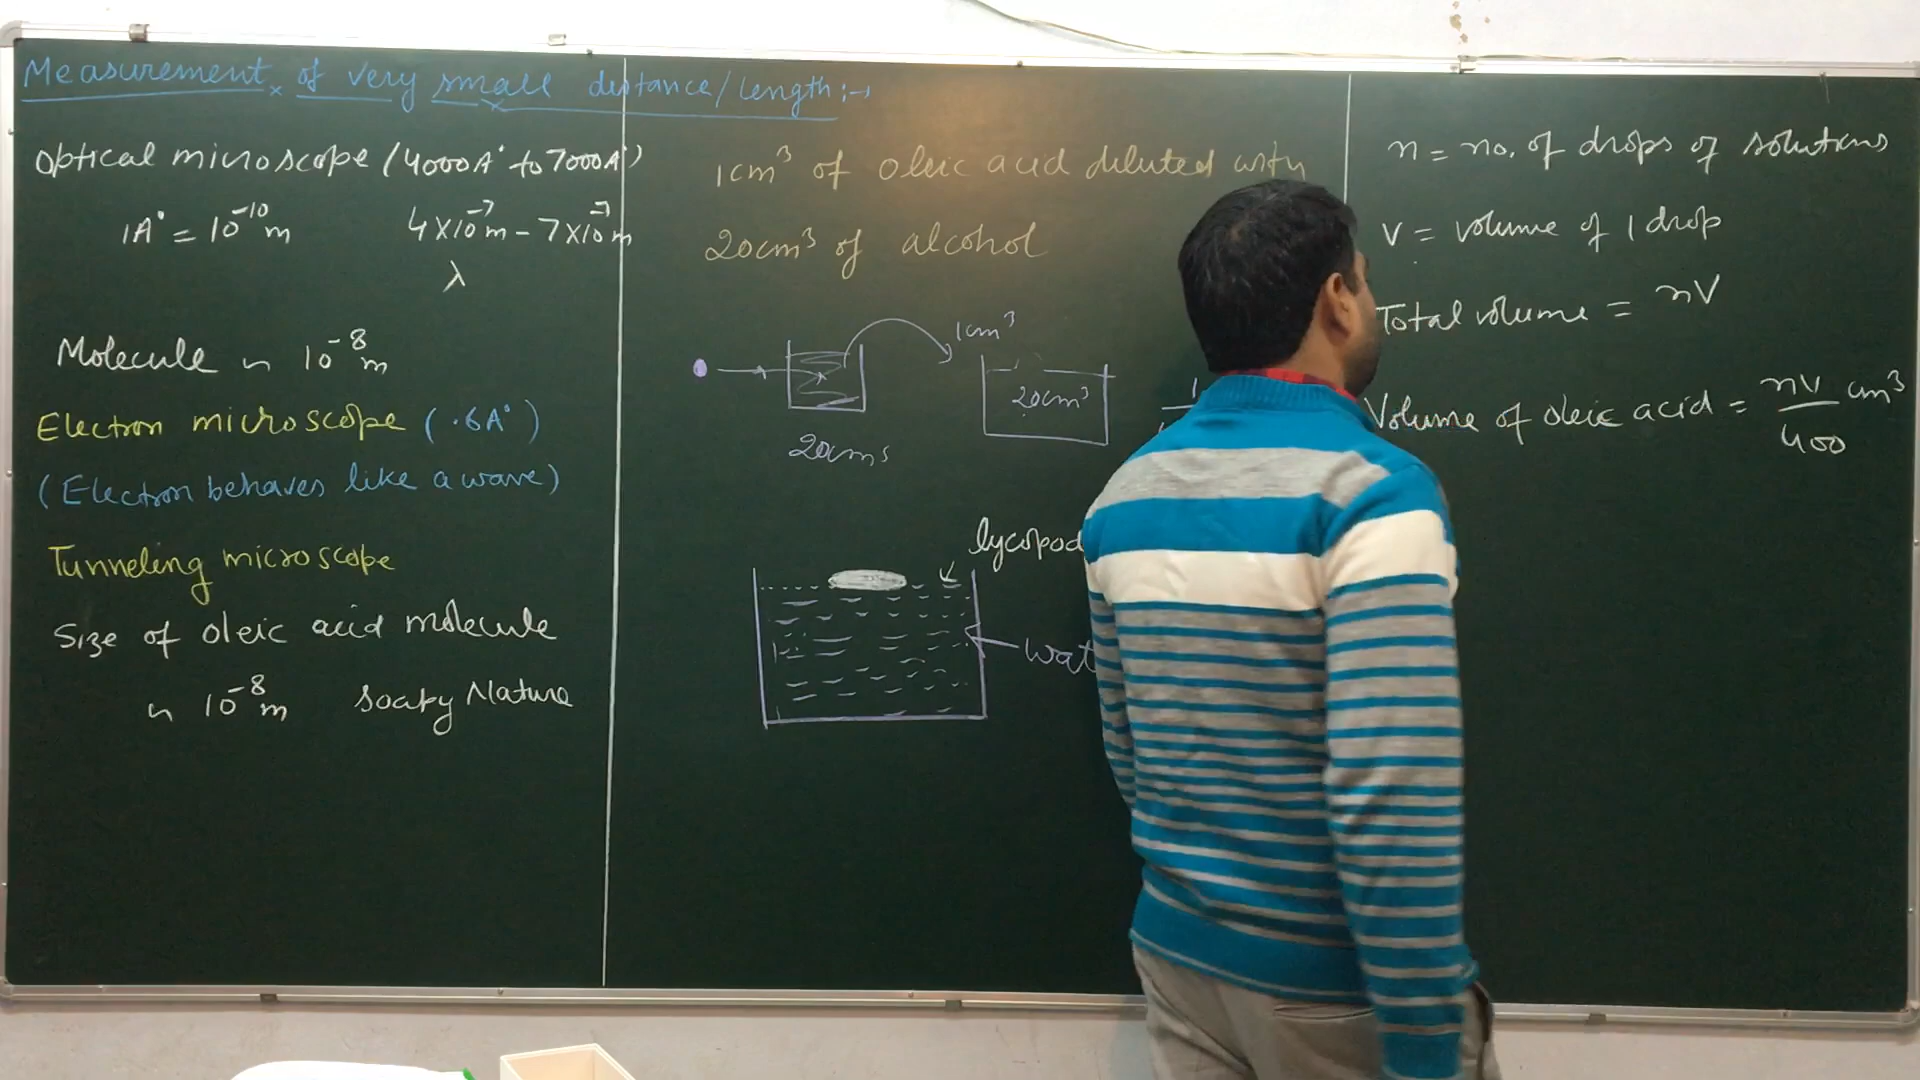 Measurement of very small distance/length:→
Optical microscope (4000A° to 7000A°)
1A° = 10⁻¹⁰ m 4×10⁻⁷ m – 7×10⁻⁷ m
λ
Molecule ~ 10⁻⁸ m
Electron microscope (.6A°)
(Electron behaves like a wave)
Tunneling microscope
Size of oleic acid molecule
~ 10⁻⁸ m soapy Nature
1cm³ of oleic acid diluted with
20cm³ of alcohol
1cm³
20cm³
20cm³
lycopod
wat
n = no. of drops of solutions
V = volume of 1 drop
Total volume = nV
Volume of oleic acid = nV/400 cm³